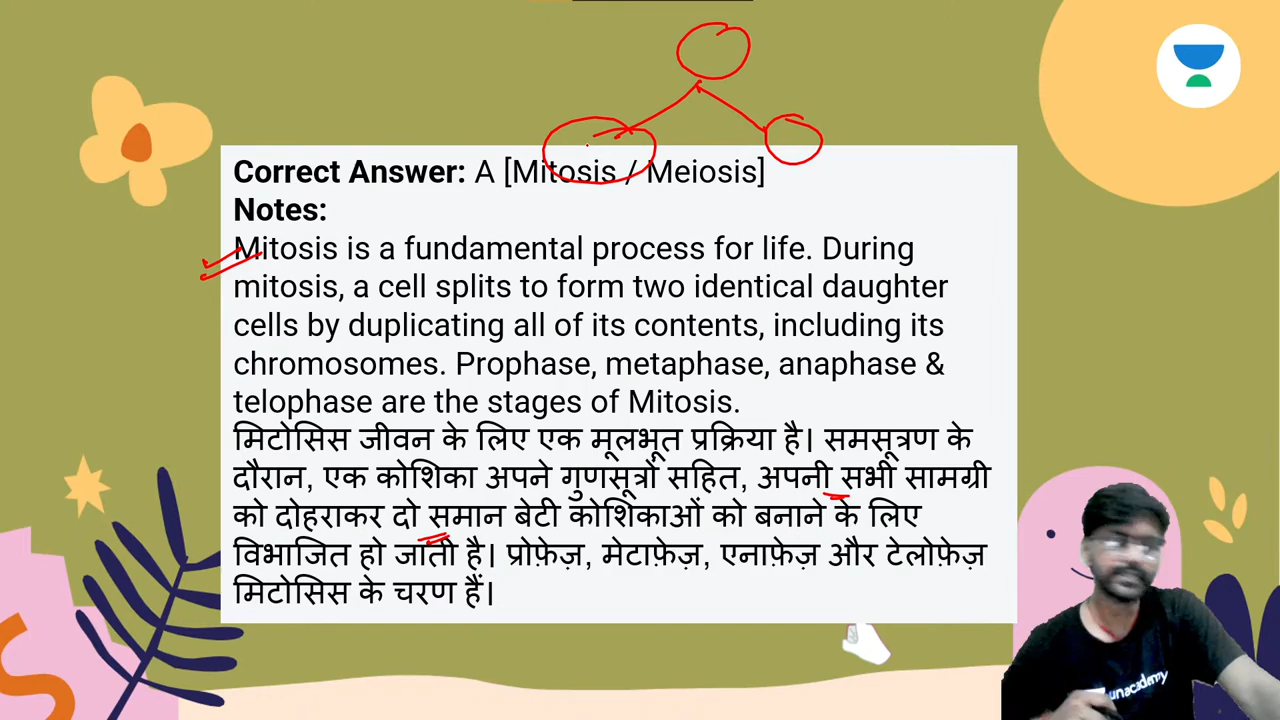 Correct Answer: A [Mitosis / Meiosis]
Notes:
Mitosis is a fundamental process for life. During
mitosis, a cell splits to form two identical daughter
cells by duplicating all of its contents, including its
chromosomes. Prophase, metaphase, anaphase &
telophase are the stages of Mitosis.
मिटोसिस जीवन के लिए एक मूलभूत प्रक्रिया है। समसूत्रण के
दौरान, एक कोशिका अपने गुणसूत्रों सहित, अपनी सभी सामग्री
को दोहराकर दो समान बेटी कोशिकाओं को बनाने के लिए
विभाजित हो जाती है। प्रोफ़ेज़, मेटाफ़ेज़, एनाफ़ेज़ और टेलोफ़ेज़
मिटोसिस के चरण हैं।
unacademy